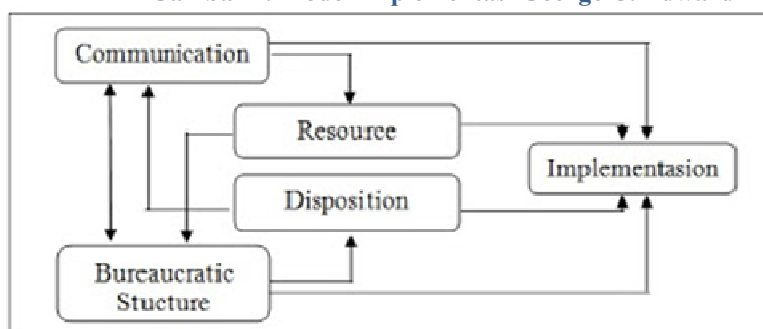 Communication
Resource
Implementasion
Disposition
Bureaucratic
Stucture